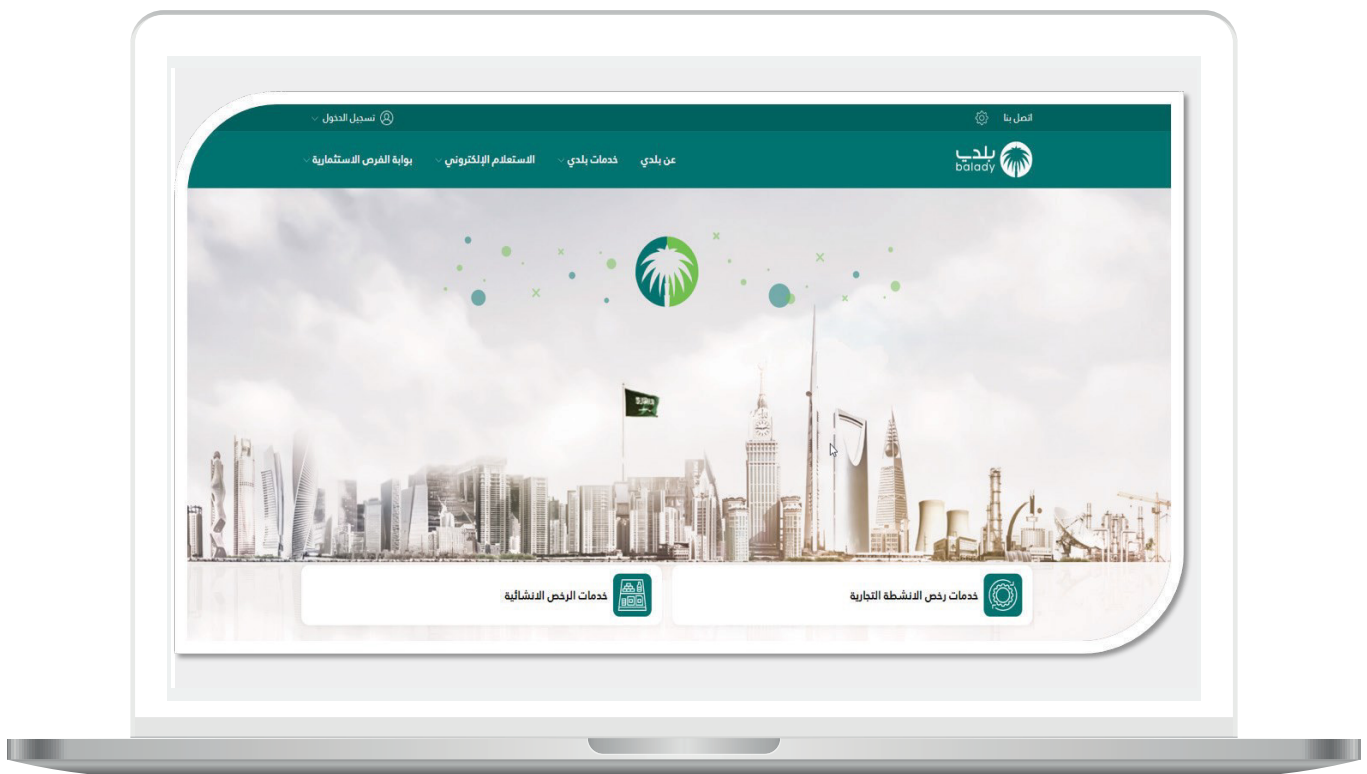 اتصل بنا
تسجيل الدخول
بلدي
balady
عن بلدي
خدمات بلدي
الاستعلام الإلكتروني
بوابة الفرص الاستثمارية
خدمات رخص الانشطة التجارية
خدمات الرخص الانشائية